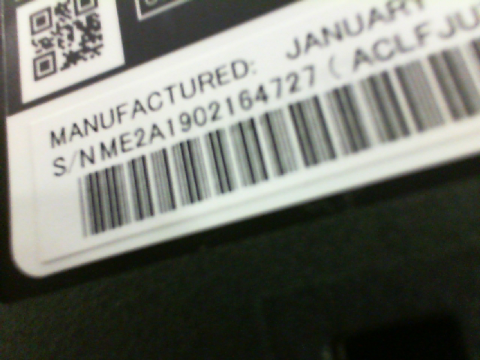 MANUFACTURED: JANUARY
S/N ME2A1902164727 (ACLFJU